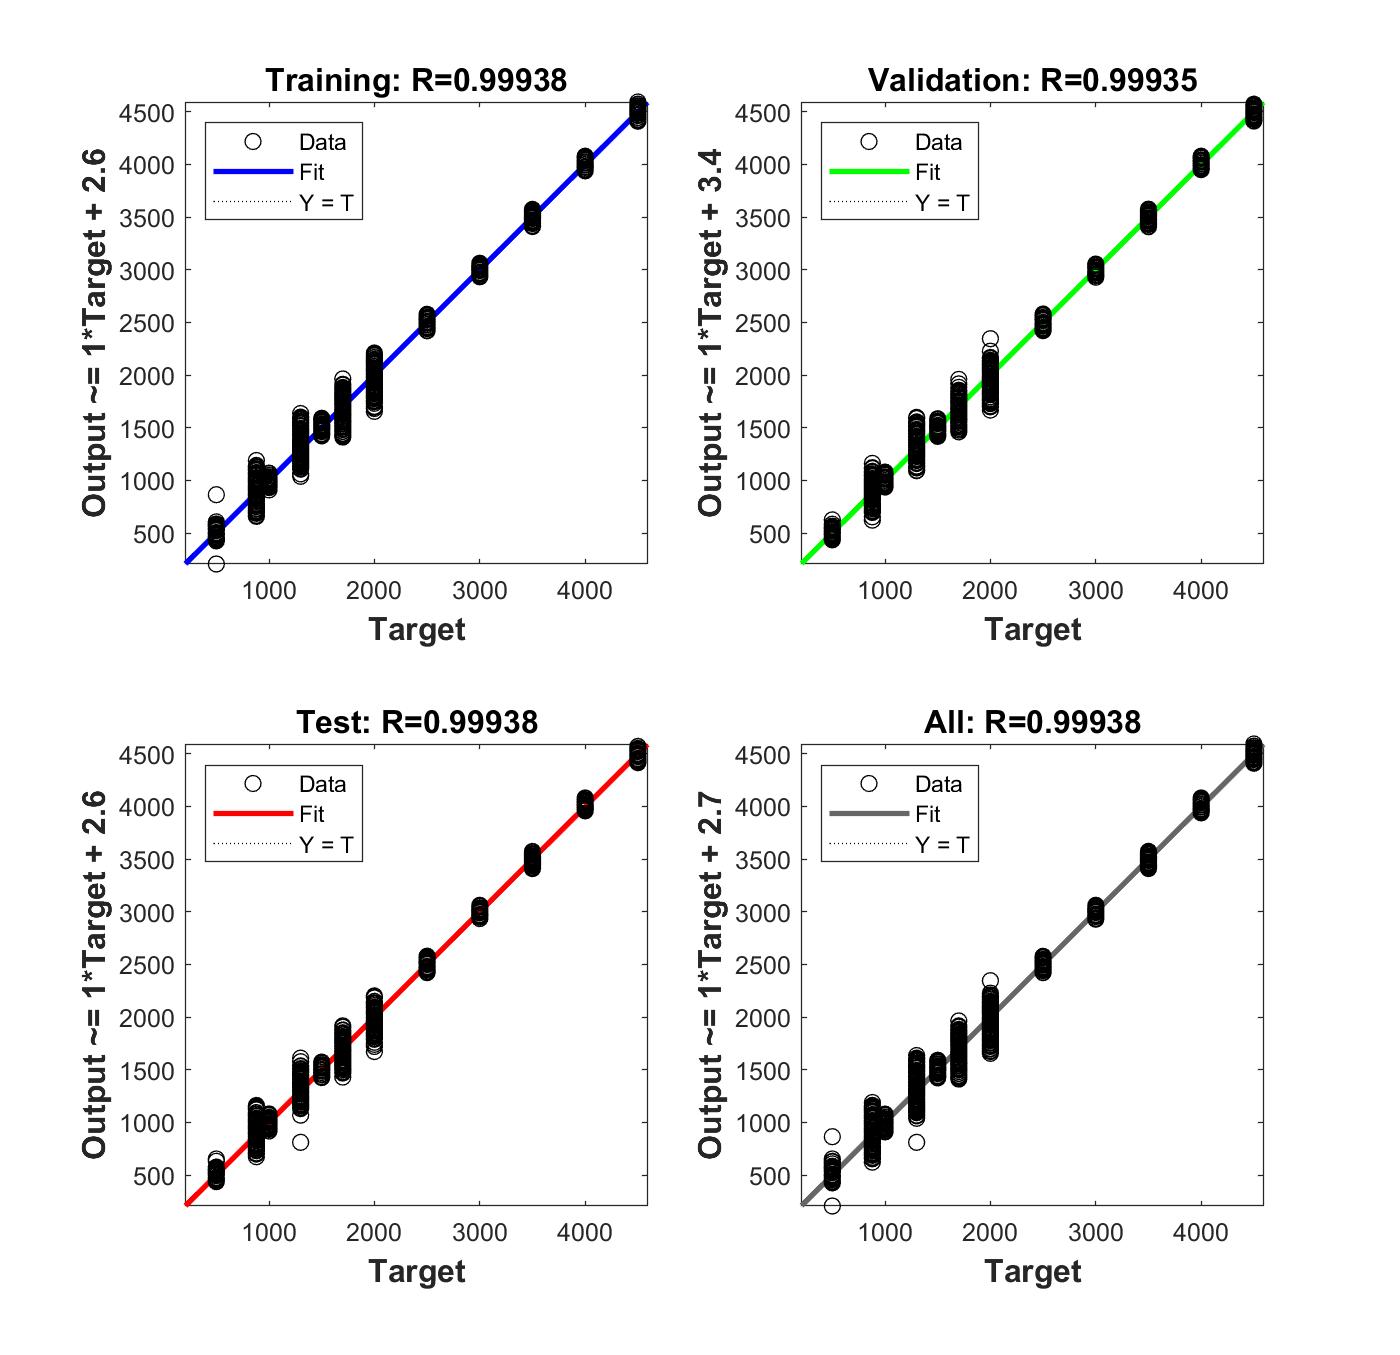 Training: R=0.99938
Output ~= 1*Target + 2.6
4500
4000
3500
3000
2500
2000
1500
1000
500
Data
Fit
Y = T
1000 2000 3000 4000
Target
Validation: R=0.99935
Output ~= 1*Target + 3.4
4500
4000
3500
3000
2500
2000
1500
1000
500
Data
Fit
Y = T
1000 2000 3000 4000
Target
Test: R=0.99938
Output ~= 1*Target + 2.6
4500
4000
3500
3000
2500
2000
1500
1000
500
Data
Fit
Y = T
1000 2000 3000 4000
Target
All: R=0.99938
Output ~= 1*Target + 2.7
4500
4000
3500
3000
2500
2000
1500
1000
500
Data
Fit
Y = T
1000 2000 3000 4000
Target